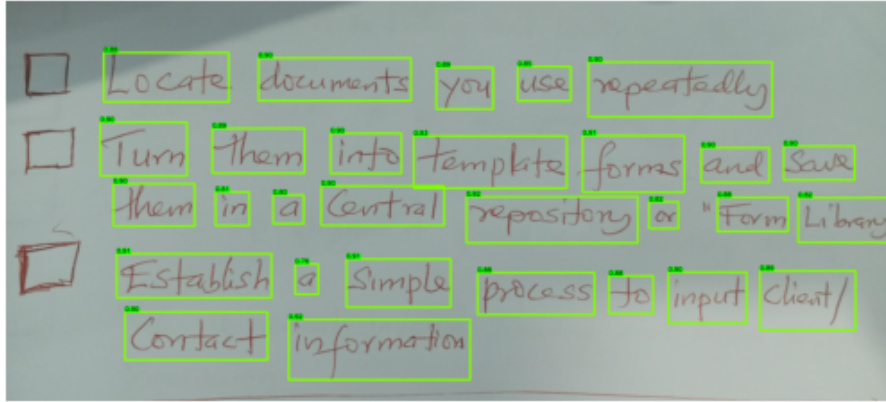 Locate documents you use repeatedly
Turn them into template forms and Save
them in a Central repository or "Form Library
Establish a Simple process to input Client/
Contact information